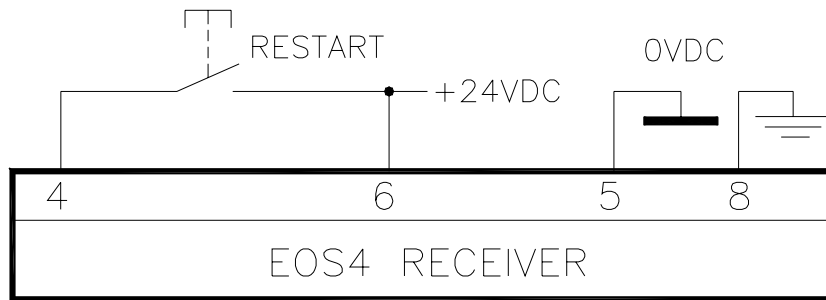 RESTART
0VDC
+24VDC
4 6 5 8
EOS4 RECEIVER